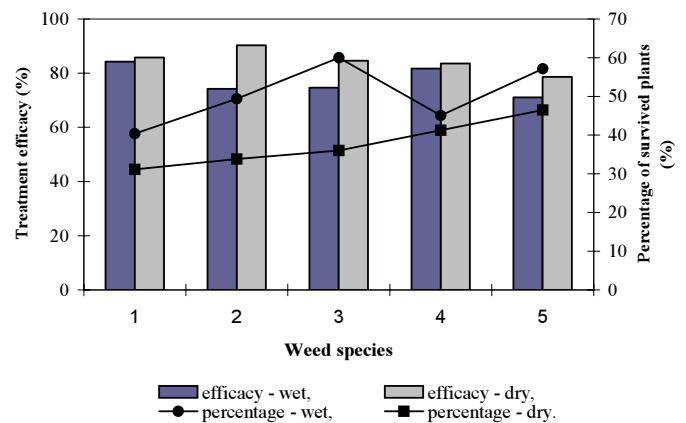 100
80
60
40
20
0
Treatment efficacy (%)
70
60
50
40
30
20
10
0
Percentage of survived plants
(%)
1 2 3 4 5
Weed species
efficacy - wet, efficacy - dry,
percentage - wet, percentage - dry.